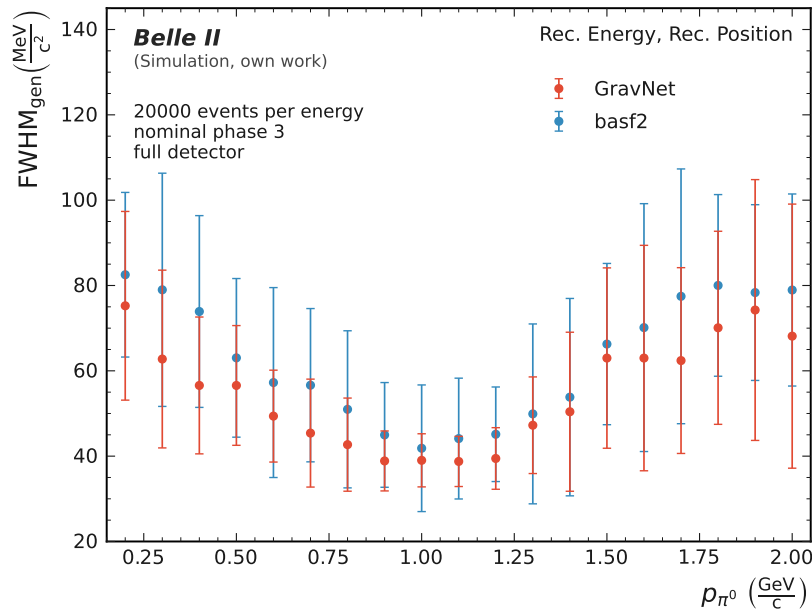 FWHM_gen (MeV/c²)
140
120
100
80
60
40
20
Belle II
(Simulation, own work)
20000 events per energy
nominal phase 3
full detector
Rec. Energy, Rec. Position
GravNet
basf2
0.25 0.50 0.75 1.00 1.25 1.50 1.75 2.00
p_π⁰ (GeV/c)